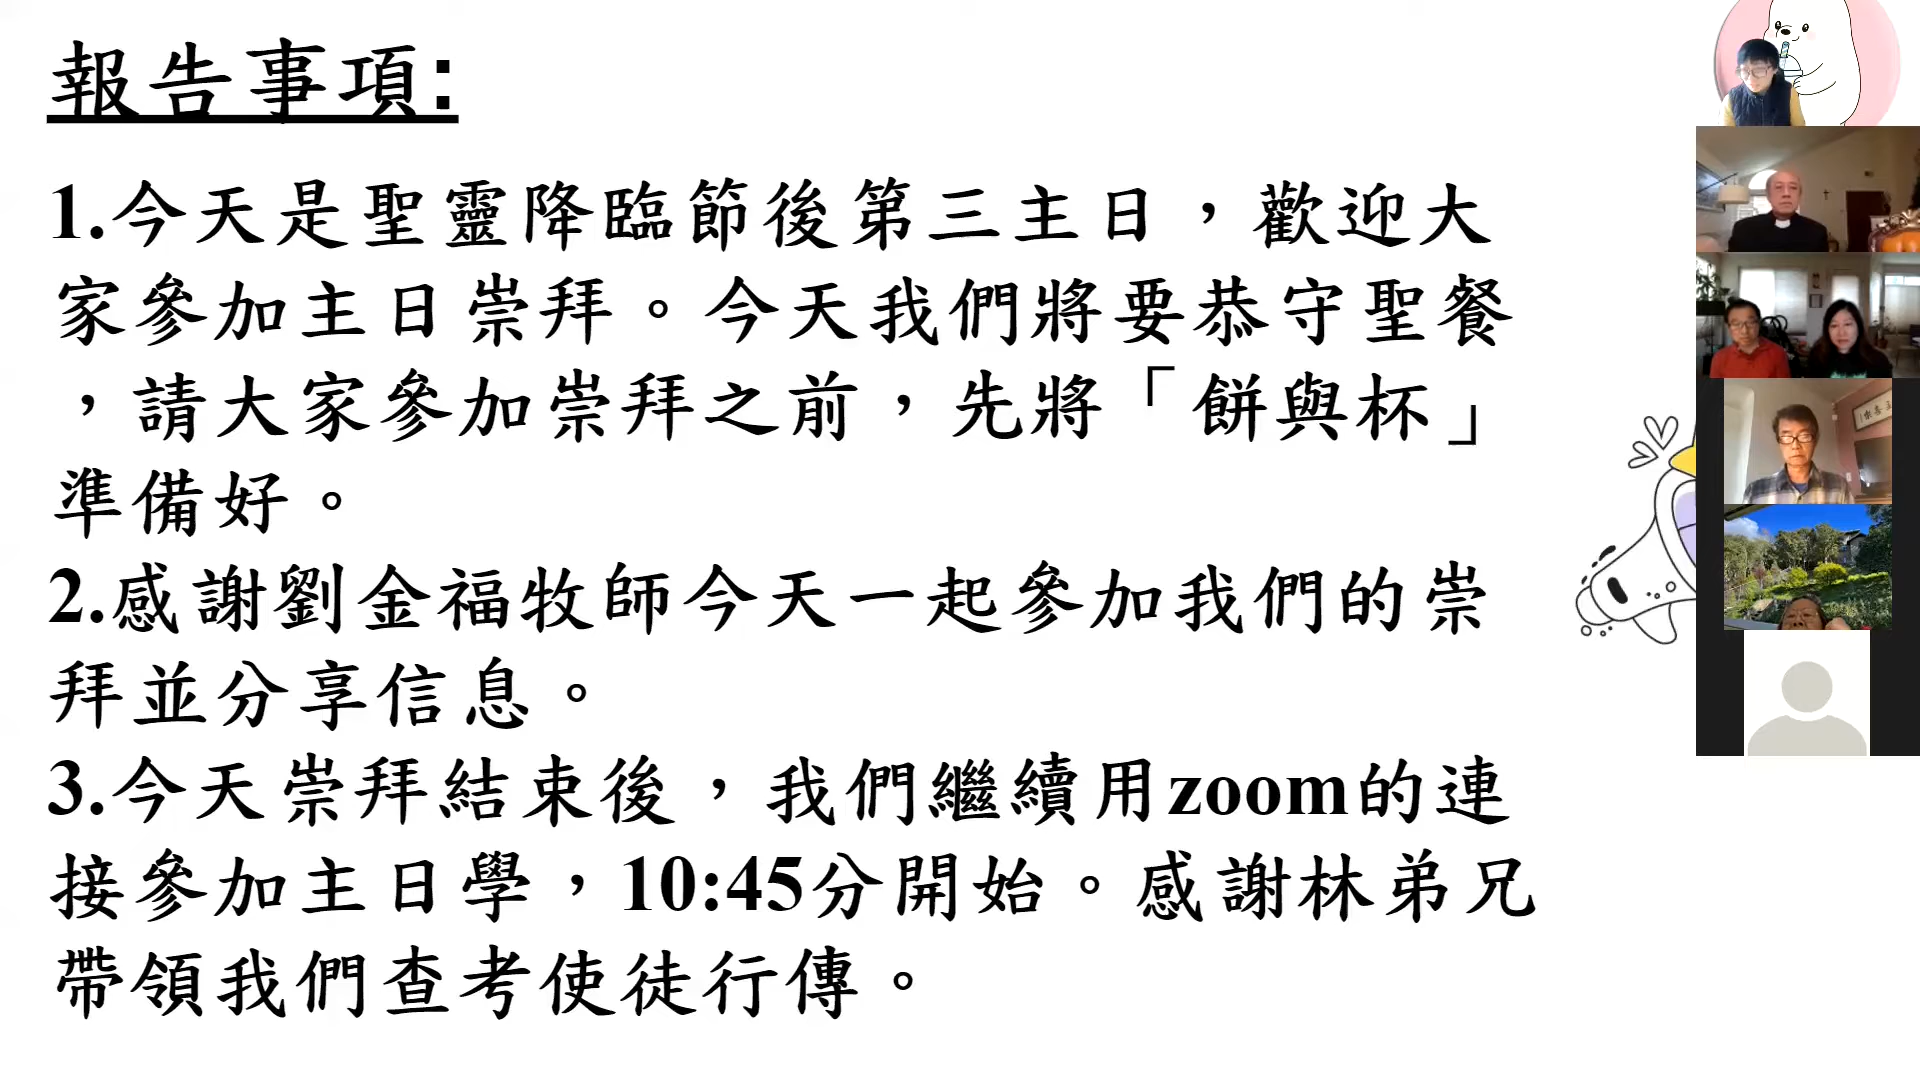 報告事項:
1.今天是聖靈降臨節後第三主日，歡迎大
家參加主日崇拜。今天我們將要恭守聖餐
，請大家參加崇拜之前，先將「餅與杯」
準備好。
2.感謝劉金福牧師今天一起參加我們的崇
拜並分享信息。
3.今天崇拜結束後，我們繼續用zoom的連
接參加主日學，10:45分開始。感謝林弟兄
帶領我們查考使徒行傳。